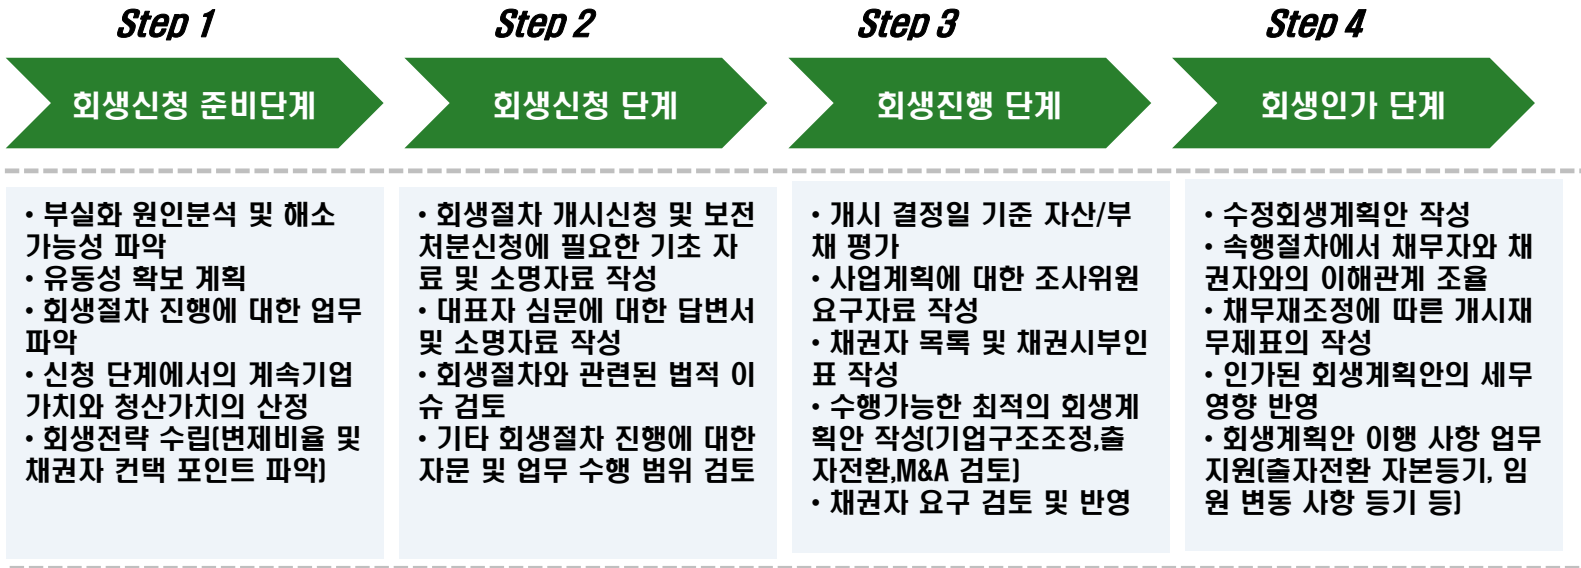 Step 1
Step 2
Step 3
Step 4
회생신청 준비단계
회생신청 단계
회생진행 단계
회생인가 단계
• 부실화 원인분석 및 해소
가능성 파악
• 유동성 확보 계획
• 회생절차 진행에 대한 업무
파악
• 신청 단계에서의 계속기업
가치와 청산가치의 산정
• 회생전략 수립(변제비율 및
채권자 컨택 포인트 파악)
• 회생절차 개시신청 및 보전
처분신청에 필요한 기초 자
료 및 소명자료 작성
• 대표자 심문에 대한 답변서
및 소명자료 작성
• 회생절차와 관련된 법적 이
슈 검토
• 기타 회생절차 진행에 대한
자문 및 업무 수행 범위 검토
• 개시 결정일 기준 자산/부
채 평가
• 사업계획에 대한 조사위원
요구자료 작성
• 채권자 목록 및 채권시부인
표 작성
• 수행가능한 최적의 회생계
획안 작성(기업구조조정,출
자전환,M&A 검토)
• 채권자 요구 검토 및 반영
• 수정회생계획안 작성
• 속행절차에서 채무자와 채
권자와의 이해관계 조율
• 채무재조정에 따른 개시재
무제표의 작성
• 인가된 회생계획안의 세무
영향 반영
• 회생계획안 이행 사항 업무
지원(출자전환 자본등기, 임
원 변동 사항 등기 등)